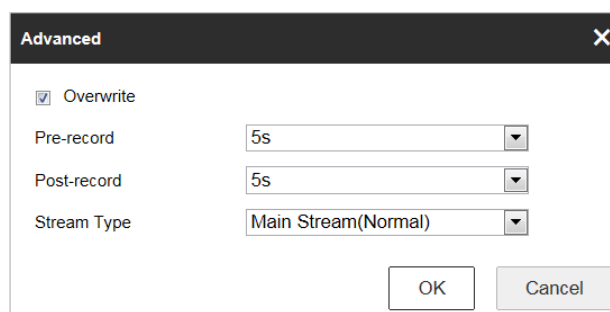 Advanced
Overwrite
Pre-record 5s
Post-record 5s
Stream Type Main Stream(Normal)
OK Cancel